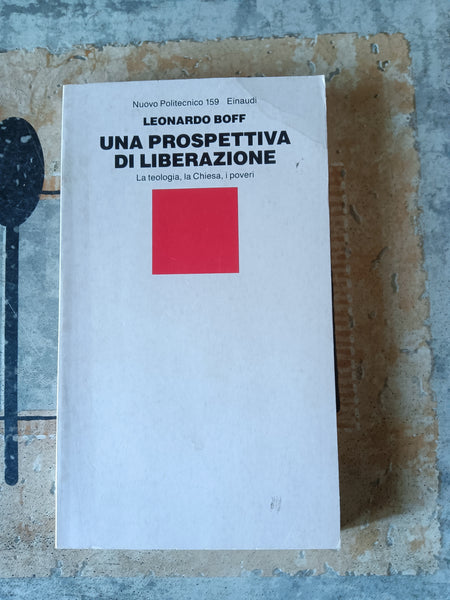 Nuovo Politecnico 159 Einaudi
LEONARDO BOFF
UNA PROSPETTIVA
DI LIBERAZIONE
La teologia, la Chiesa, i poveri